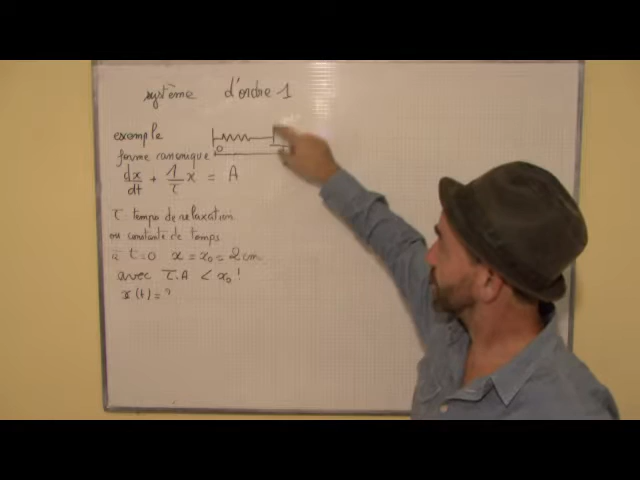 système d'ordre 1
exemple
0
forme canonique
dx/dt + 1/τ x = A
τ temps de relaxation
ou constante de temps
à t=0 x = x₀ = 2 cm
avec τ.A < x₀ !
x(t) = ?